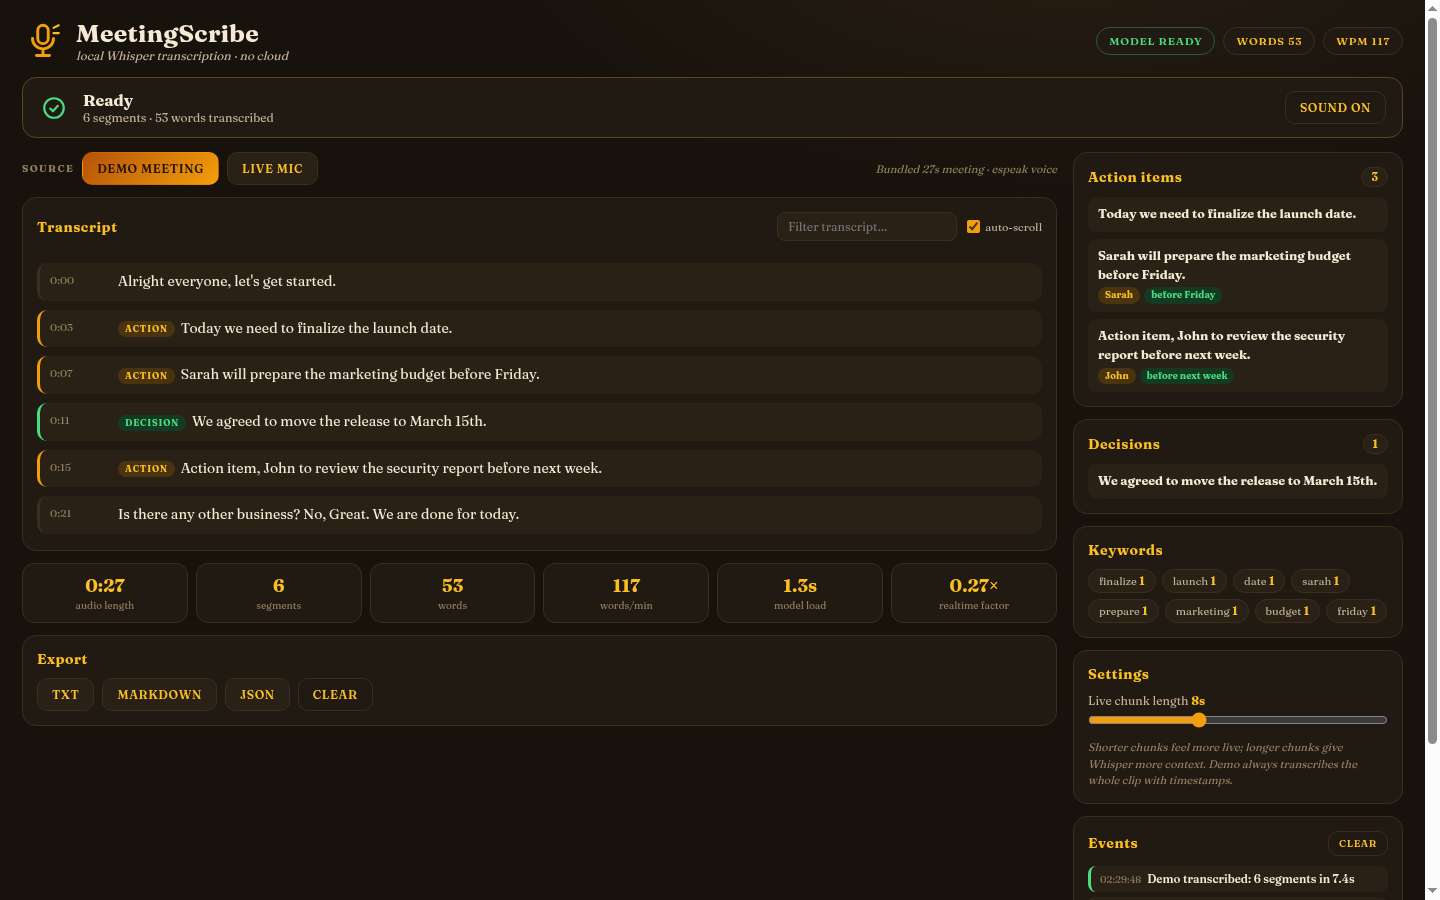 MeetingScribe
local Whisper transcription · no cloud
MODEL READY
WORDS 53
WPM 117
Ready
6 segments · 53 words transcribed
SOUND ON
SOURCE
DEMO MEETING
LIVE MIC
Bundled 27s meeting · espeak voice
Transcript
Filter transcript...
auto-scroll
0:00 Alright everyone, let's get started.
0:03 ACTION Today we need to finalize the launch date.
0:07 ACTION Sarah will prepare the marketing budget before Friday.
0:11 DECISION We agreed to move the release to March 15th.
0:15 ACTION Action item, John to review the security report before next week.
0:21 Is there any other business? No, Great. We are done for today.
0:27
audio length
6
segments
53
words
117
words/min
1.3s
model load
0.27×
realtime factor
Export
TXT
MARKDOWN
JSON
CLEAR
Action items
3
Today we need to finalize the launch date.
Sarah will prepare the marketing budget
before Friday.
Sarah before Friday
Action item, John to review the security
report before next week.
John before next week
Decisions
1
We agreed to move the release to March 15th.
Keywords
finalize 1 launch 1 date 1 sarah 1
prepare 1 marketing 1 budget 1 friday 1
Settings
Live chunk length 8s
Shorter chunks feel more live; longer chunks give
Whisper more context. Demo always transcribes the
whole clip with timestamps.
Events
CLEAR
02:29:48 Demo transcribed: 6 segments in 7.4s